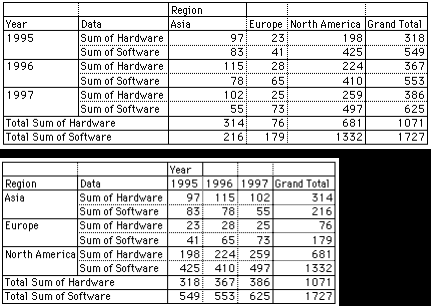 Region
Year Data Asia Europe North America Grand Total
1995 Sum of Hardware 97 23 198 318
Sum of Software 83 41 425 549
1996 Sum of Hardware 115 28 224 367
Sum of Software 78 65 410 553
1997 Sum of Hardware 102 25 259 386
Sum of Software 55 73 497 625
Total Sum of Hardware 314 76 681 1071
Total Sum of Software 216 179 1332 1727
Year
Region Data 1995 1996 1997 Grand Total
Asia Sum of Hardware 97 115 102 314
Sum of Software 83 78 55 216
Europe Sum of Hardware 23 28 25 76
Sum of Software 41 65 73 179
North America Sum of Hardware 198 224 259 681
Sum of Software 425 410 497 1332
Total Sum of Hardware 318 367 386 1071
Total Sum of Software 549 553 625 1727